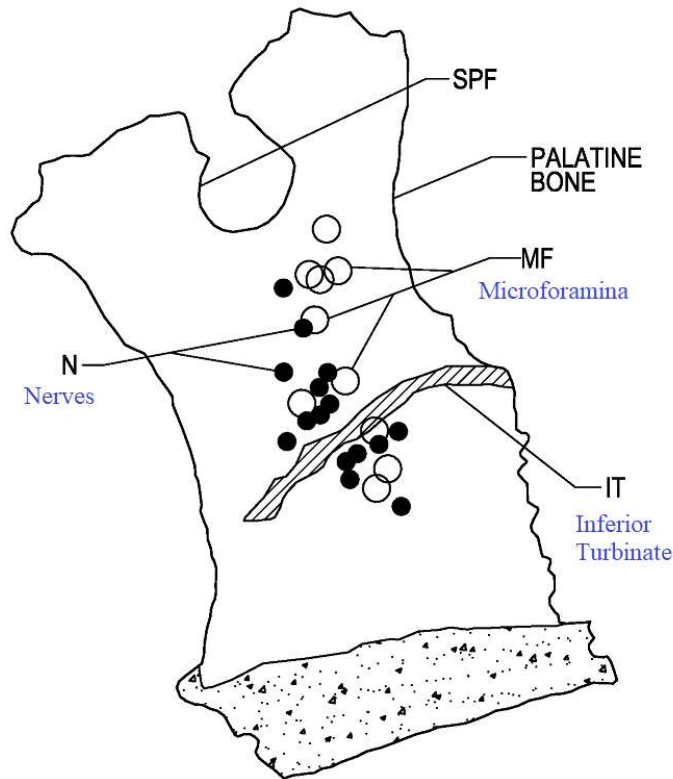 SPF
PALATINE
BONE
MF
Microforamina
N
Nerves
IT
Inferior
Turbinate